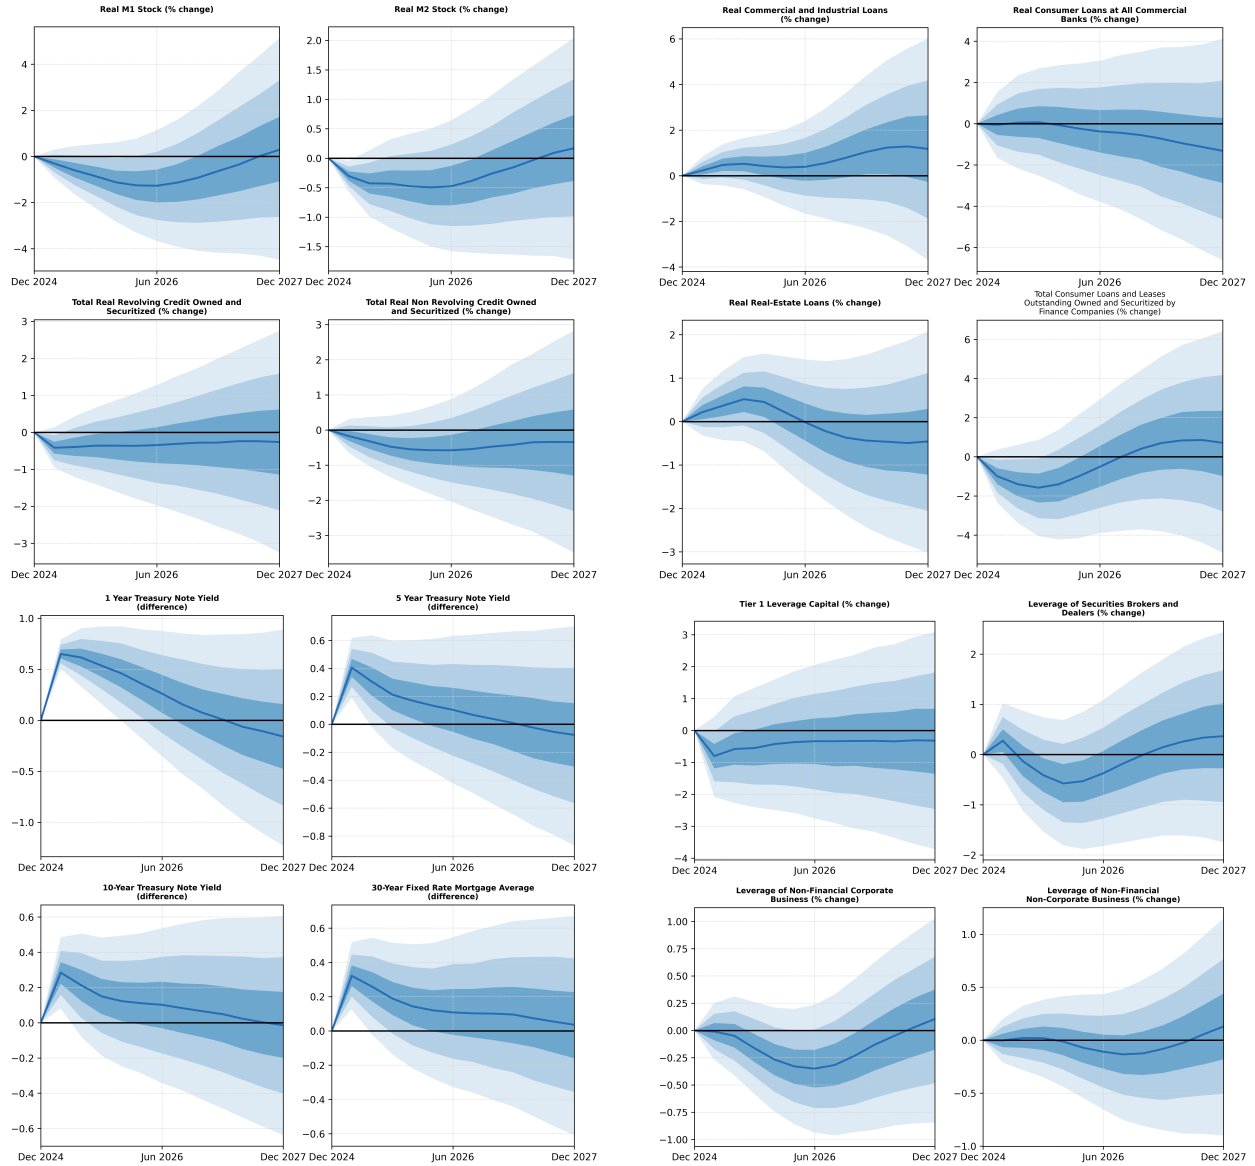 Real M1 Stock (% change)
4
2
0
−2
−4
Dec 2024
Jun 2026
Dec 2027
Real M2 Stock (% change)
2.0
1.5
1.0
0.5
0.0
−0.5
−1.0
−1.5
Dec 2024
Jun 2026
Dec 2027
Real Commercial and Industrial Loans
(% change)
6
4
2
0
−2
−4
Dec 2024
Jun 2026
Dec 2027
Real Consumer Loans at All Commercial
Banks (% change)
4
2
0
−2
−4
−6
Dec 2024
Jun 2026
Dec 2027
Total Real Revolving Credit Owned and
Securitized (% change)
3
2
1
0
−1
−2
−3
Dec 2024
Jun 2026
Dec 2027
Total Real Non Revolving Credit Owned
and Securitized (% change)
3
2
1
0
−1
−2
−3
Dec 2024
Jun 2026
Dec 2027
Real Real-Estate Loans (% change)
2
1
0
−1
−2
−3
Dec 2024
Jun 2026
Dec 2027
Total Consumer Loans and Leases
Outstanding Owned and Securitized by
Finance Companies (% change)
6
4
2
0
−2
−4
Dec 2024
Jun 2026
Dec 2027
1 Year Treasury Note Yield
(difference)
1.0
0.5
0.0
−0.5
−1.0
Dec 2024
Jun 2026
Dec 2027
5 Year Treasury Note Yield
(difference)
0.6
0.4
0.2
0.0
−0.2
−0.4
−0.6
−0.8
Dec 2024
Jun 2026
Dec 2027
Tier 1 Leverage Capital (% change)
3
2
1
0
−1
−2
−3
−4
Dec 2024
Jun 2026
Dec 2027
Leverage of Securities Brokers and
Dealers (% change)
2
1
0
−1
−2
Dec 2024
Jun 2026
Dec 2027
10-Year Treasury Note Yield
(difference)
0.6
0.4
0.2
0.0
−0.2
−0.4
−0.6
Dec 2024
Jun 2026
Dec 2027
30-Year Fixed Rate Mortgage Average
(difference)
0.6
0.4
0.2
0.0
−0.2
−0.4
−0.6
Dec 2024
Jun 2026
Dec 2027
Leverage of Non-Financial Corporate
Business (% change)
1.00
0.75
0.50
0.25
0.00
−0.25
−0.50
−0.75
−1.00
Dec 2024
Jun 2026
Dec 2027
Leverage of Non-Financial
Non-Corporate Business (% change)
1.0
0.5
0.0
−0.5
−1.0
Dec 2024
Jun 2026
Dec 2027